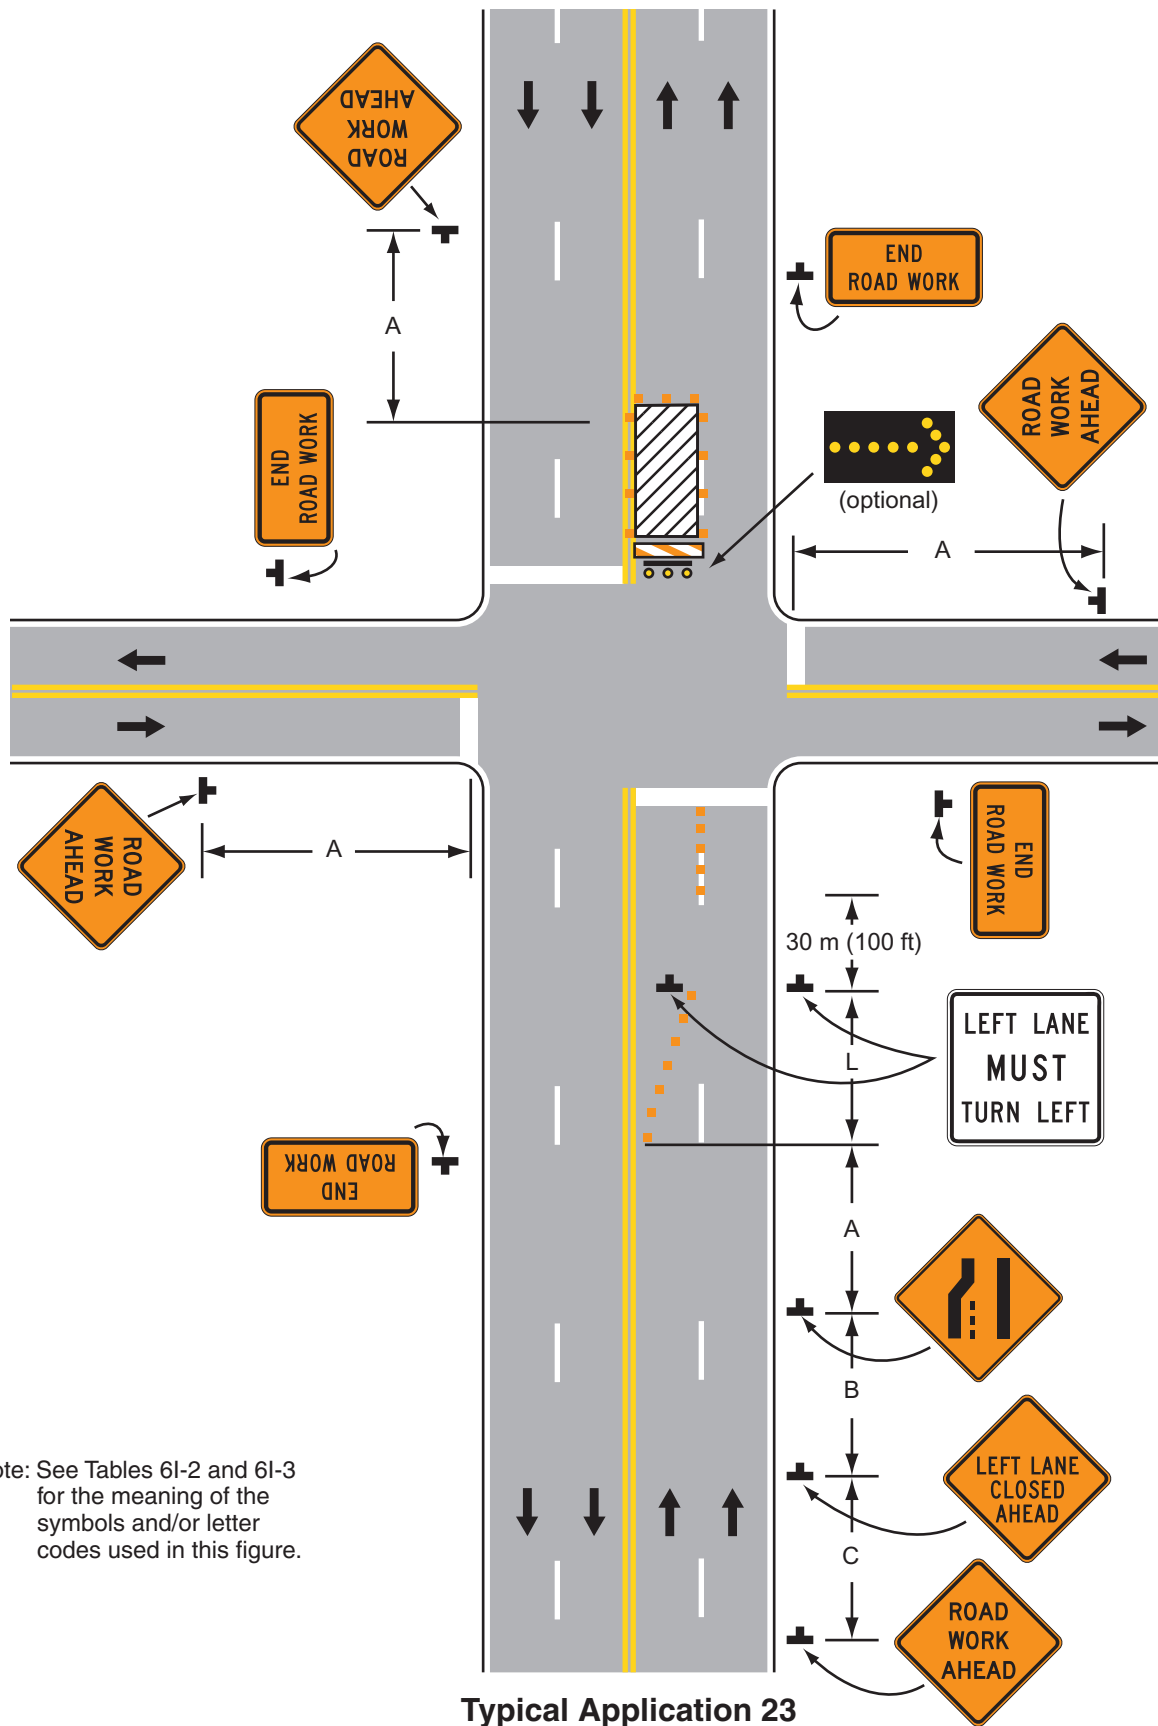 ROAD
WORK
AHEAD
A
END
ROAD WORK
END
ROAD WORK
(optional)
ROAD
WORK
AHEAD
A
ROAD
WORK
AHEAD
A
END
ROAD WORK
30 m (100 ft)
LEFT LANE
MUST
TURN LEFT
L
END
ROAD WORK
A
B
LEFT LANE
CLOSED
AHEAD
C
ROAD
WORK
AHEAD
ote: See Tables 6I-2 and 6I-3
for the meaning of the
symbols and/or letter
codes used in this figure.
Typical Application 23